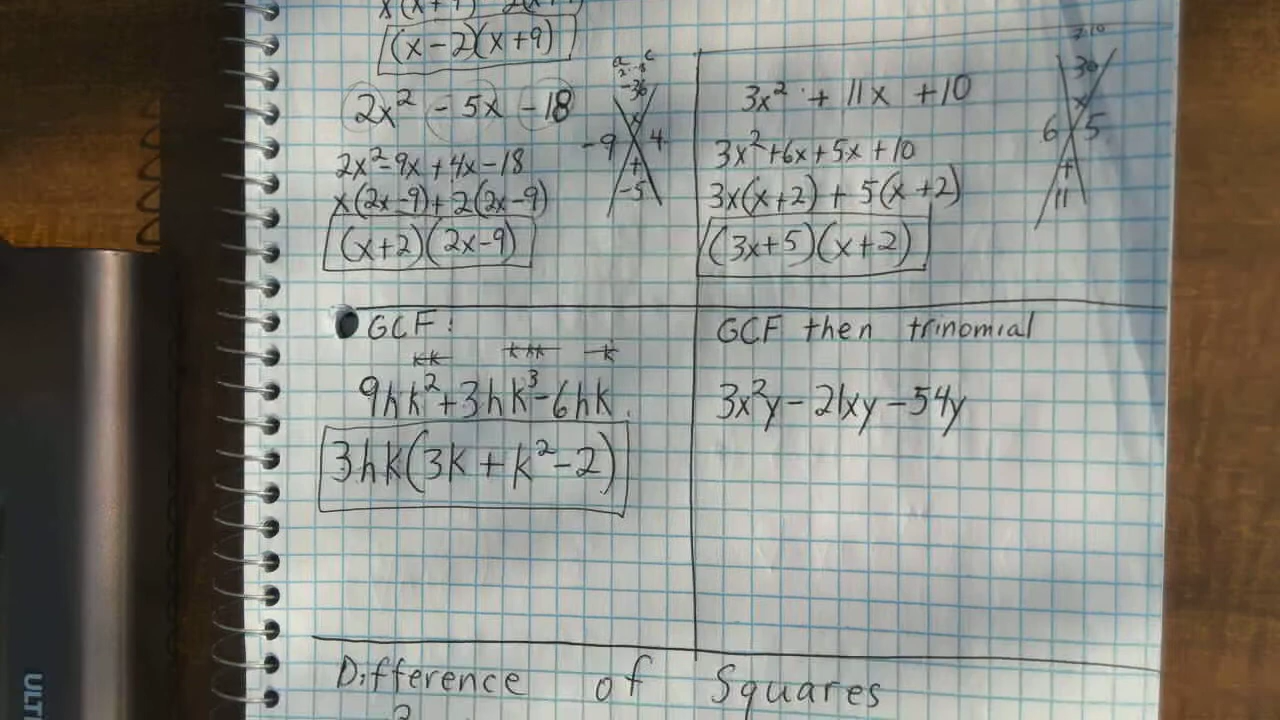 (x-2)(x+9)
2x² - 5x - 18
-36
x
-9 4
+
-5
2x²-9x+4x-18
x(2x-9)+2(2x-9)
(x+2)(2x-9)
3x² + 11x +10
30
x
6 5
+
11
3x²+6x+5x+10
3x(x+2) + 5(x+2)
(3x+5)(x+2)
GCF:
9hk²+3hk³-6hk
3hk(3k+k²-2)
GCF then trinomial
3x²y-21xy-54y
Difference of Squares
ULT